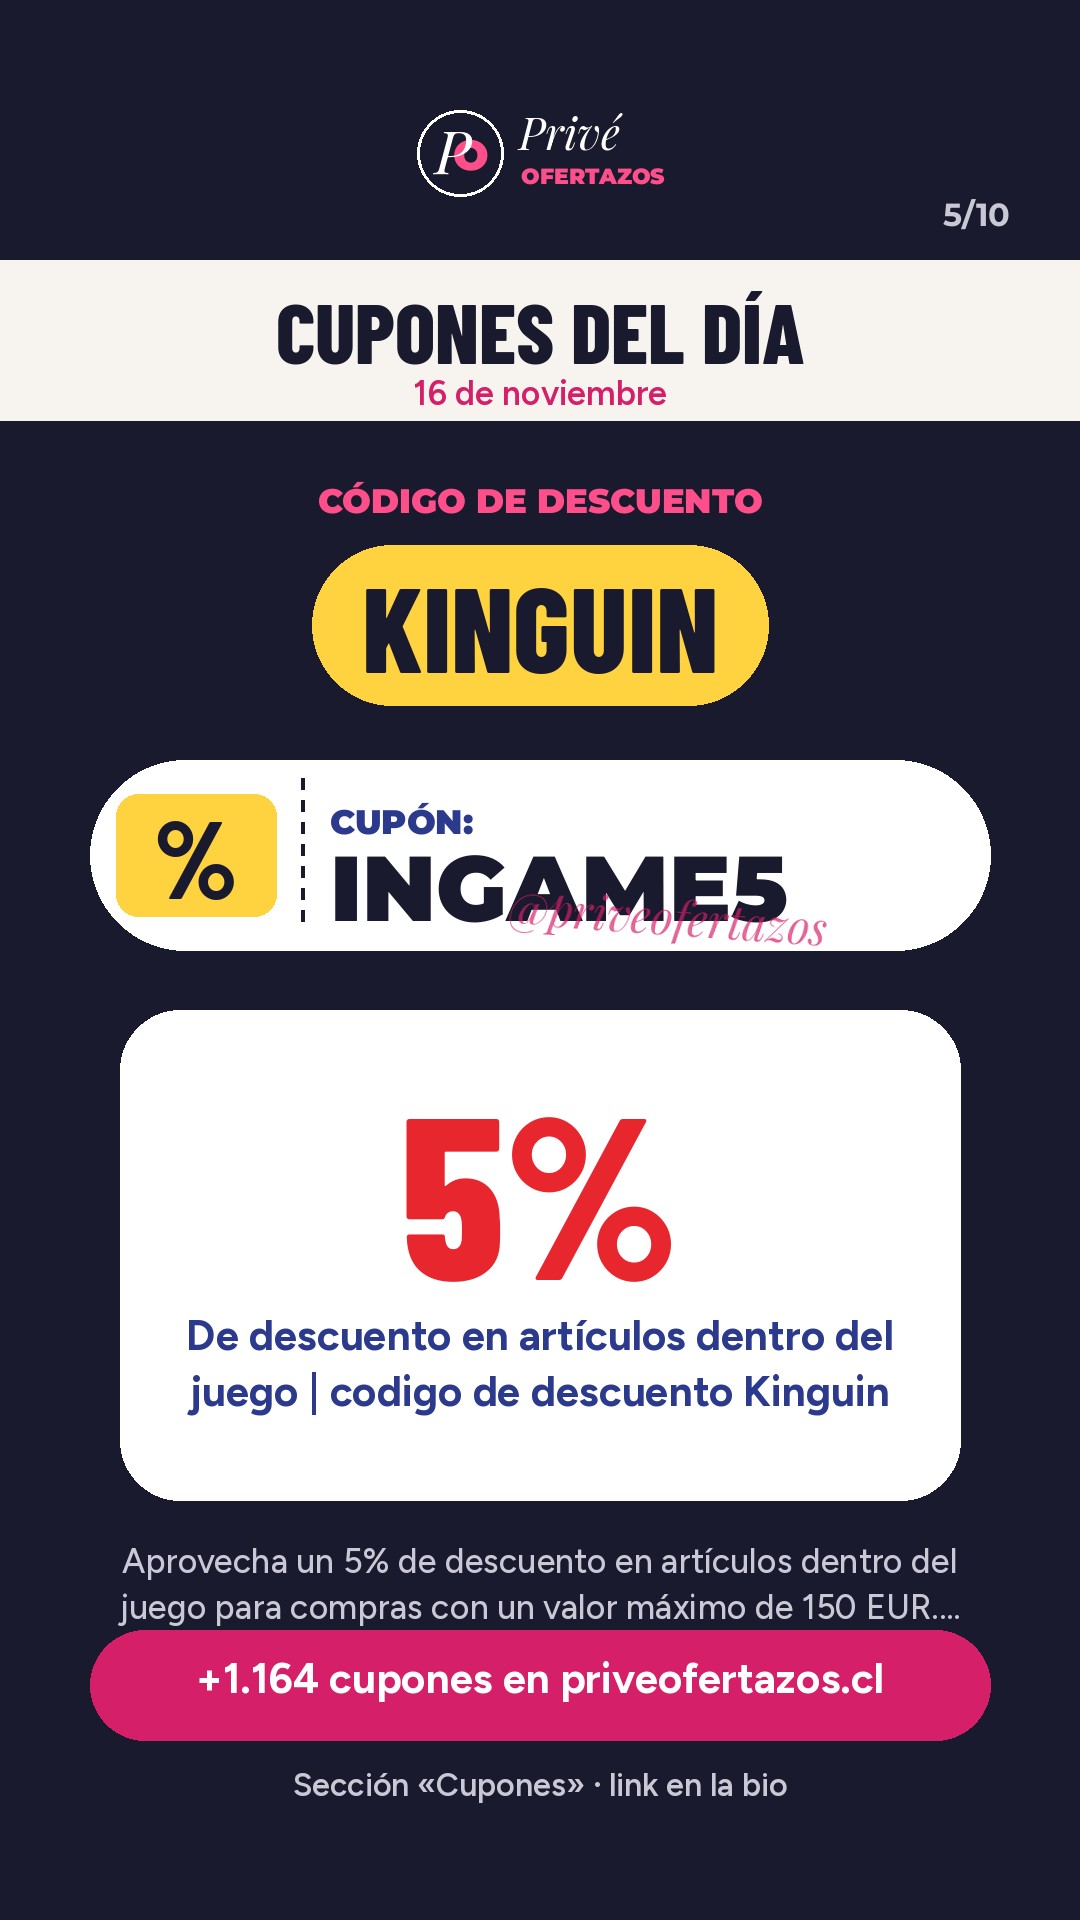 Po Privé
OFERTAZOS
5/10
CUPONES DEL DÍA
16 de noviembre
CÓDIGO DE DESCUENTO
KINGUIN
%
CUPÓN:
INGAME5
@priveofertazos
5%
De descuento en artículos dentro del
juego | codigo de descuento Kinguin
Aprovecha un 5% de descuento en artículos dentro del
juego para compras con un valor máximo de 150 EUR....
+1.164 cupones en priveofertazos.cl
Sección «Cupones» · link en la bio